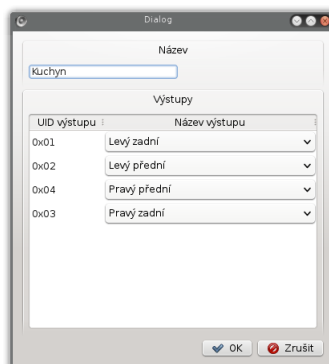 Dialog
Název
Kuchyn
Výstupy
UID výstupu Název výstupu
0x01 Levý zadní
0x02 Levý přední
0x04 Pravý přední
0x03 Pravý zadní
OK Zrušit